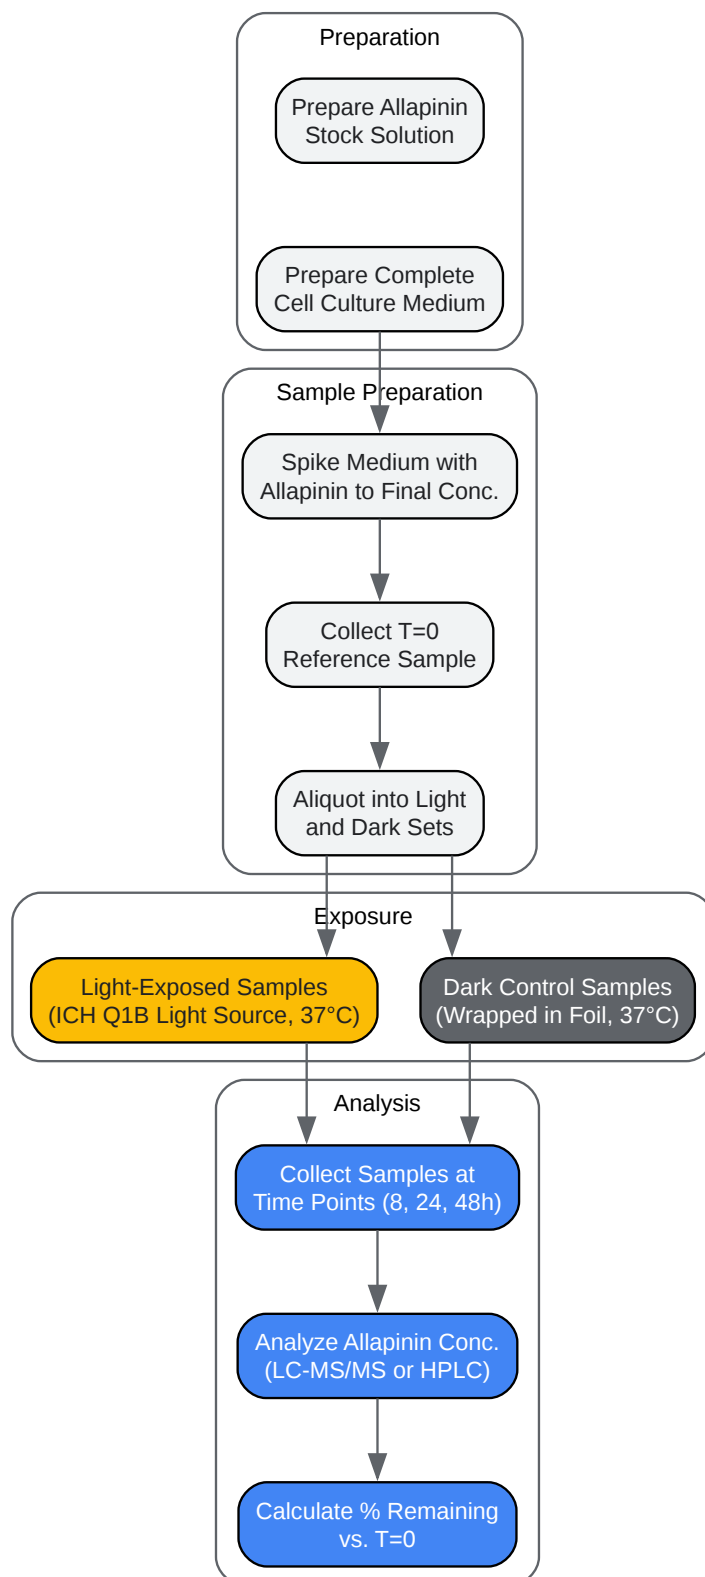 Preparation
Prepare Allapinin
Stock Solution
Prepare Complete
Cell Culture Medium
Sample Preparation
Spike Medium with
Allapinin to Final Conc.
Collect T=0
Reference Sample
Aliquot into Light
and Dark Sets
Exposure
Light-Exposed Samples
(ICH Q1B Light Source, 37°C)
Dark Control Samples
(Wrapped in Foil, 37°C)
Analysis
Collect Samples at
Time Points (8, 24, 48h)
Analyze Allapinin Conc.
(LC-MS/MS or HPLC)
Calculate % Remaining
vs. T=0